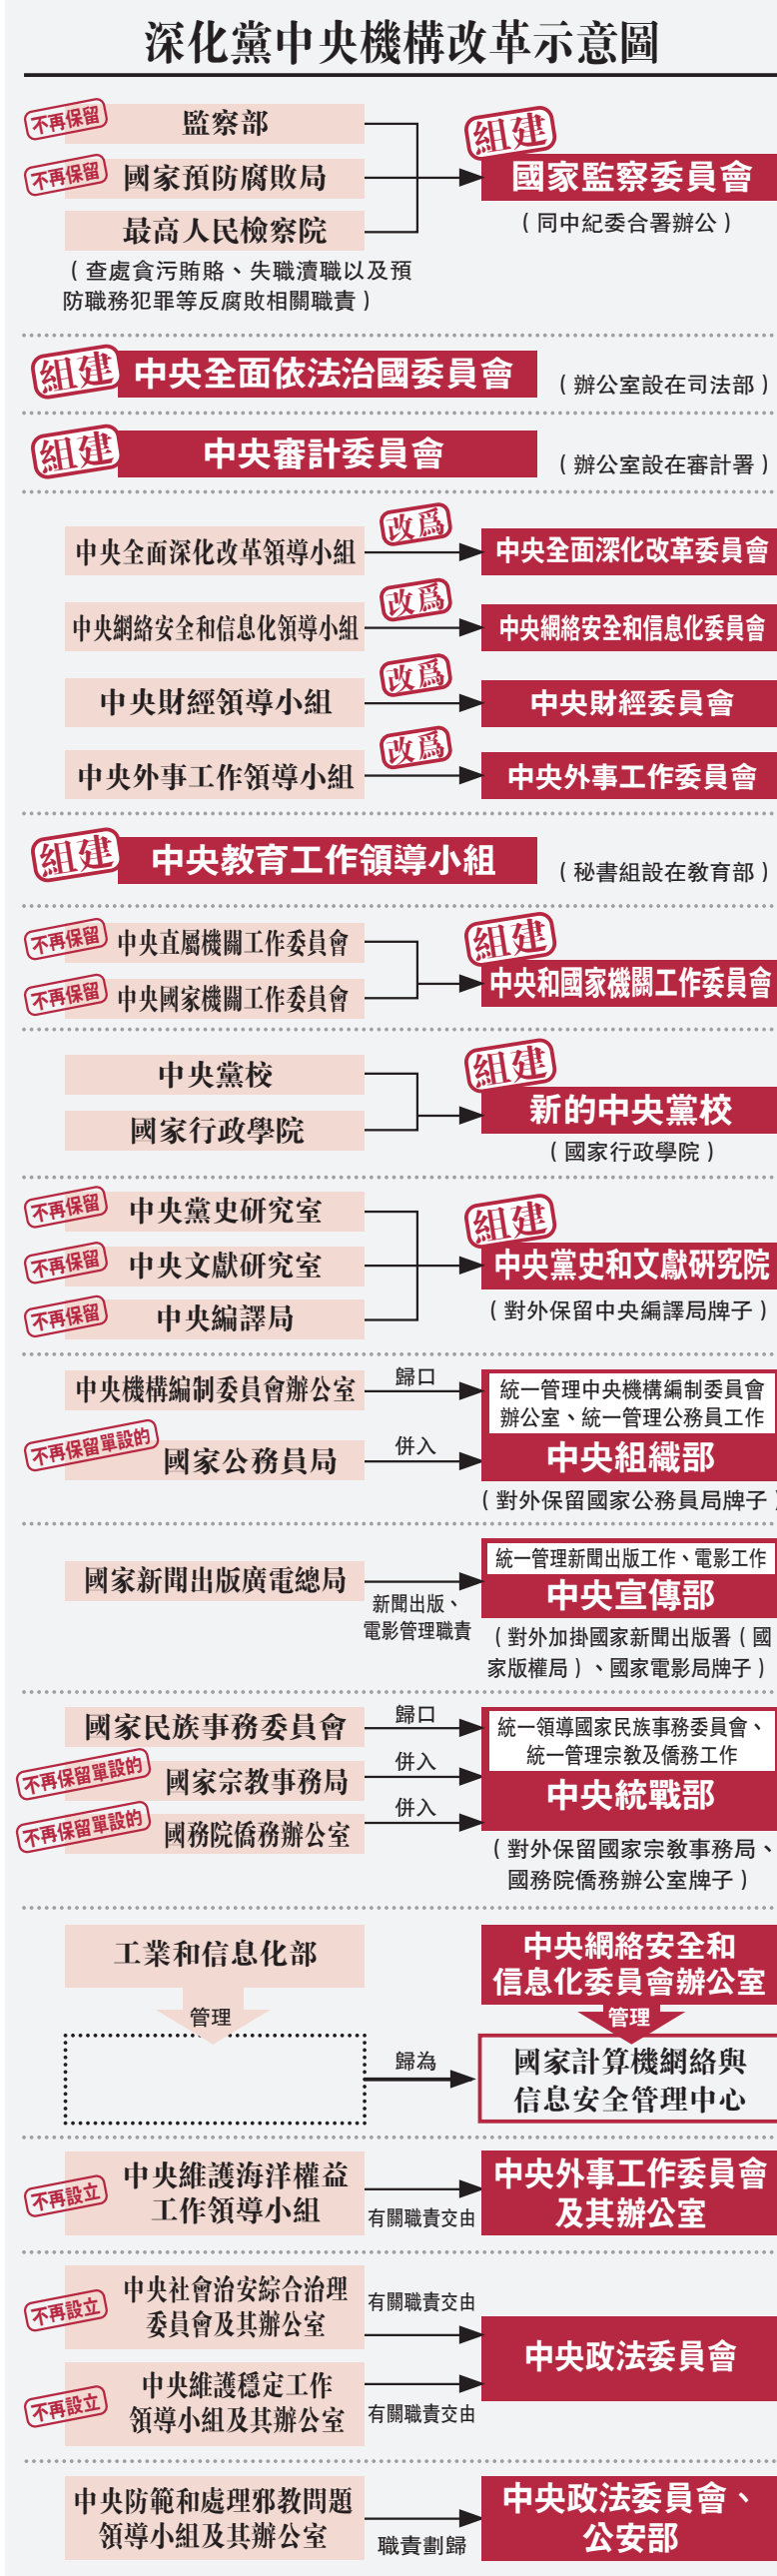 深化黨中央機構改革示意圖
不再保留
監察部
不再保留
國家預防腐敗局
最高人民檢察院
（查處貪污賄賂、失職瀆職以及預
防職務犯罪等反腐敗相關職責）
組建
國家監察委員會
（同中紀委合署辦公）
組建
中央全面依法治國委員會
（辦公室設在司法部）
組建
中央審計委員會
（辦公室設在審計署）
中央全面深化改革領導小組
改爲
中央全面深化改革委員會
中央網絡安全和信息化領導小組
改爲
中央網絡安全和信息化委員會
中央財經領導小組
改爲
中央財經委員會
中央外事工作領導小組
改爲
中央外事工作委員會
組建
中央教育工作領導小組
（秘書組設在教育部）
不再保留
中央直屬機關工作委員會
不再保留
中央國家機關工作委員會
組建
中央和國家機關工作委員會
中央黨校
國家行政學院
組建
新的中央黨校
（國家行政學院）
不再保留
中央黨史研究室
不再保留
中央文獻研究室
不再保留
中央編譯局
組建
中央黨史和文獻研究院
（對外保留中央編譯局牌子）
中央機構編制委員會辦公室
歸口
不再保留單設的
國家公務員局
併入
統一管理中央機構編制委員會
辦公室、統一管理公務員工作
中央組織部
（對外保留國家公務員局牌子）
國家新聞出版廣電總局
新聞出版、
電影管理職責
統一管理新聞出版工作、電影工作
中央宣傳部
（對外加掛國家新聞出版署（國
家版權局）、國家電影局牌子）
國家民族事務委員會
歸口
不再保留單設的
國家宗教事務局
併入
不再保留單設的
國務院僑務辦公室
併入
統一領導國家民族事務委員會、
統一管理宗教及僑務工作
中央統戰部
（對外保留國家宗教事務局、
國務院僑務辦公室牌子）
工業和信息化部
管理
中央網絡安全和
信息化委員會辦公室
管理
歸為
國家計算機網絡與
信息安全管理中心
不再設立
中央維護海洋權益
工作領導小組
有關職責交由
中央外事工作委員會
及其辦公室
不再設立
中央社會治安綜合治理
委員會及其辦公室
有關職責交由
不再設立
中央維護穩定工作
領導小組及其辦公室
有關職責交由
中央政法委員會
中央防範和處理邪教問題
領導小組及其辦公室
職責劃歸
中央政法委員會、
公安部